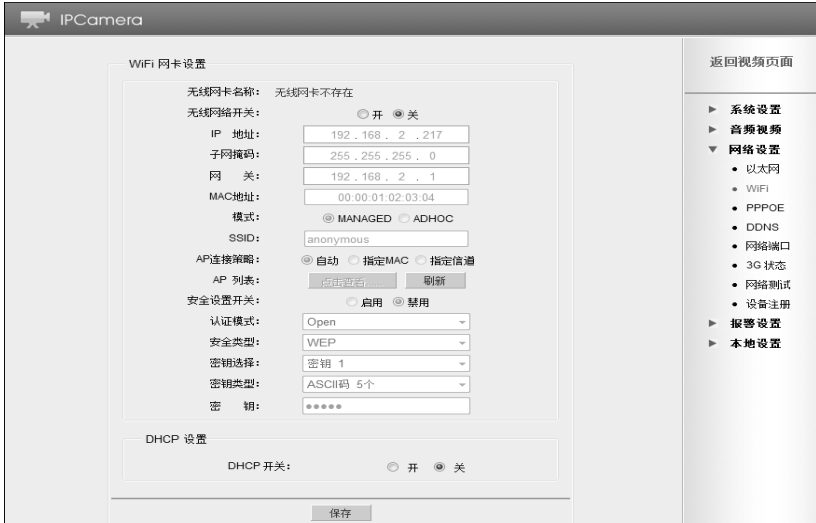 IPCamera
WiFi 网卡设置
无线网卡名称： 无线网卡不存在
无线网络开关： 开 关
IP 地址： 192 . 168 . 2 . 217
子网掩码： 255 . 255 . 255 . 0
网 关： 192 . 168 . 2 . 1
MAC地址： 00:00:01:02:03:04
模式： MANAGED ADHOC
SSID： anonymous
AP连接策略： 自动 指定MAC 指定信道
AP 列表： 点击查看...... 刷新
安全设置开关： 启用 禁用
认证模式： Open
安全类型： WEP
密钥选择： 密钥 1
密钥类型： ASCII码 5个
密 钥： •••••
DHCP 设置
DHCP 开关： 开 关
保存
返回视频页面
系统设置
音频视频
网络设置
以太网
WiFi
PPPOE
DDNS
网络端口
3G 状态
网络测试
设备注册
报警设置
本地设置